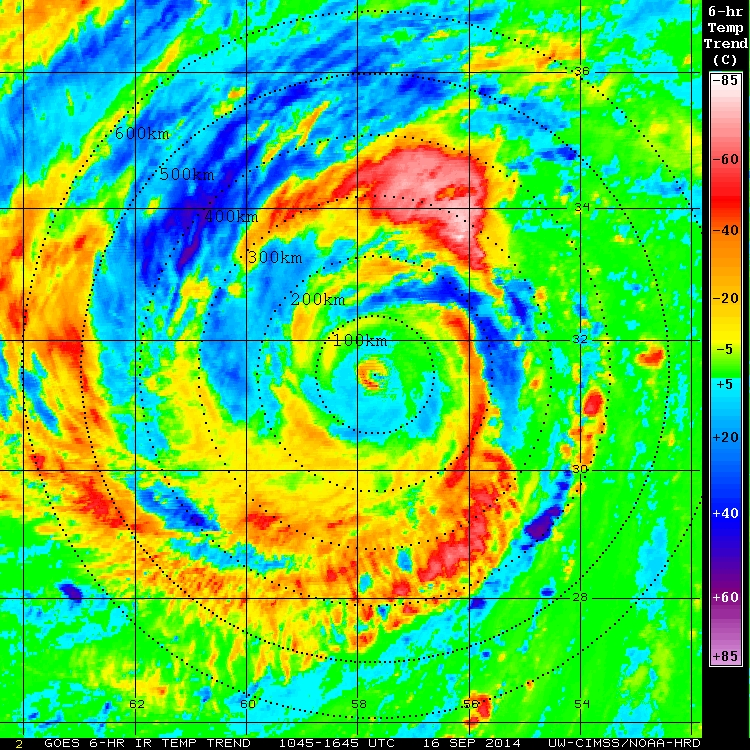 6-hr
Temp
Trend
(C)
-85
-60
-40
-20
-5
+5
+20
+40
+60
+85
36
34
32
30
28
600km
500km
400km
300km
200km
100km
62 60 58 56 54
2 GOES 6-HR IR TEMP TREND 1045-1645 UTC 16 SEP 2014 UW-CIMSS/NOAA-HRD